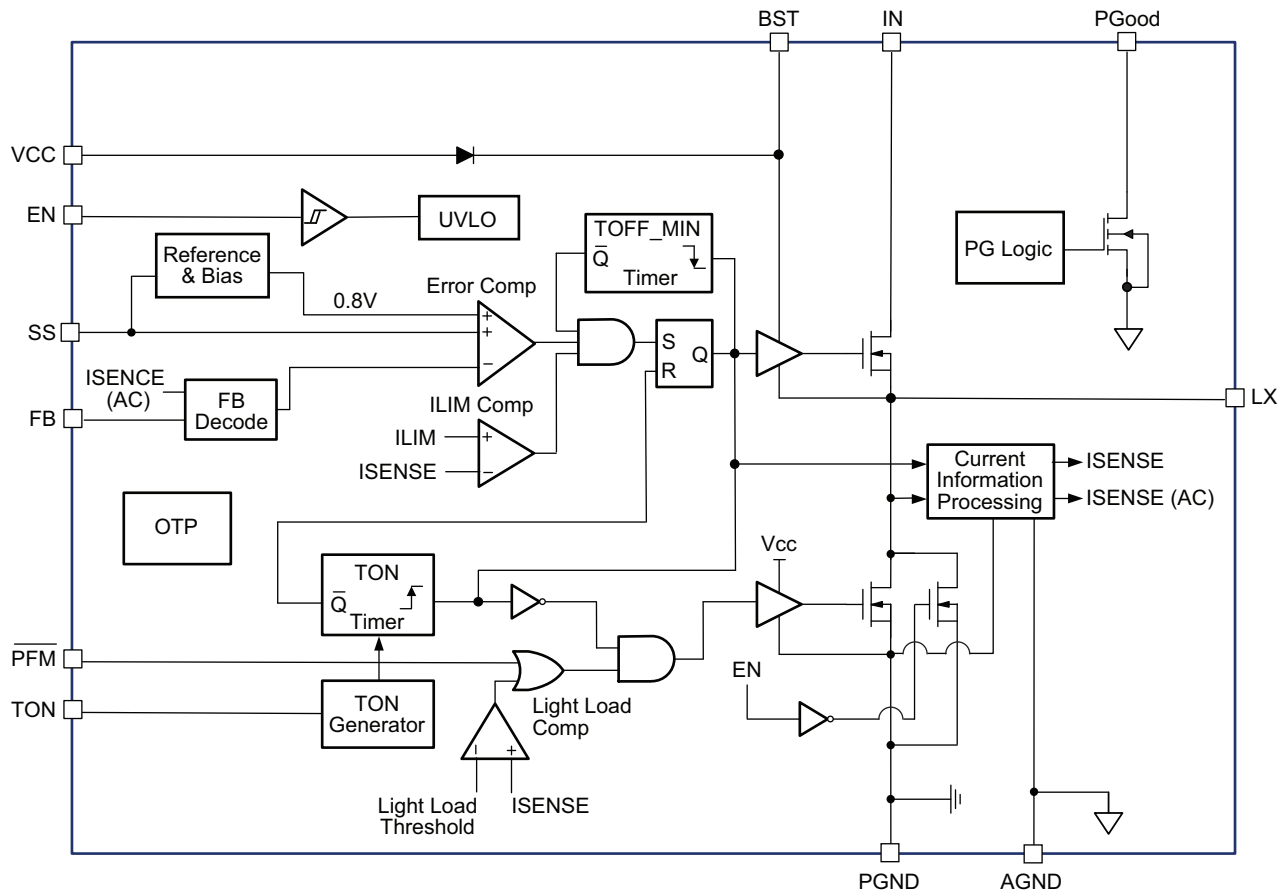 BST
IN
PGood
VCC
EN
UVLO
TOFF_MIN
Q
Timer
PG Logic
Reference
& Bias
Error Comp
0.8V
+
+
−
SS
S
R
Q
ISENCE
(AC)
FB
FB
Decode
ILIM Comp
ILIM
+
ISENSE
−
LX
Current
Information
Processing
ISENSE
ISENSE (AC)
OTP
Vcc
TON
Q
Timer
PFM
TON
TON
Generator
Light Load
Comp
EN
−
+
Light Load
Threshold
ISENSE
PGND
AGND